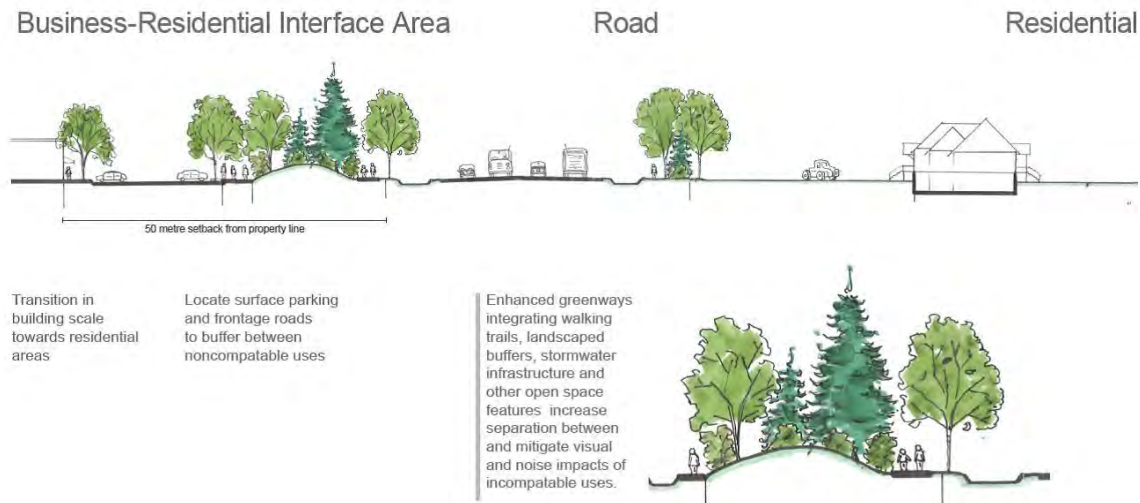 Business-Residential Interface Area
Road
Residential
50 metre setback from property line
Transition in
building scale
towards residential
areas
Locate surface parking
and frontage roads
to buffer between
noncompatable uses
Enhanced greenways
integrating walking
trails, landscaped
buffers, stormwater
infrastructure and
other open space
features increase
separation between
and mitigate visual
and noise impacts of
incompatable uses.